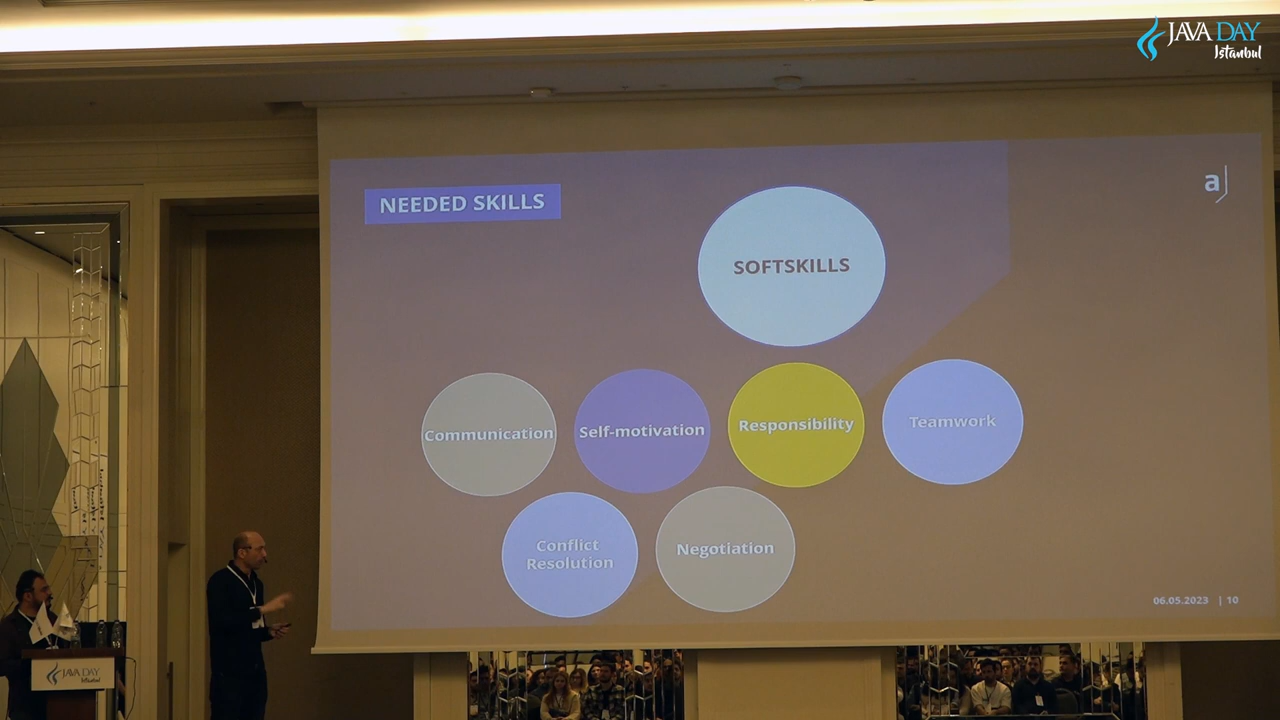 JAVA DAY
Istanbul
NEEDED SKILLS
a
SOFTSKILLS
Communication
Self-motivation
Responsibility
Teamwork
Conflict
Resolution
Negotiation
06.05.2023 | 10
JAVA DAY
Istanbul